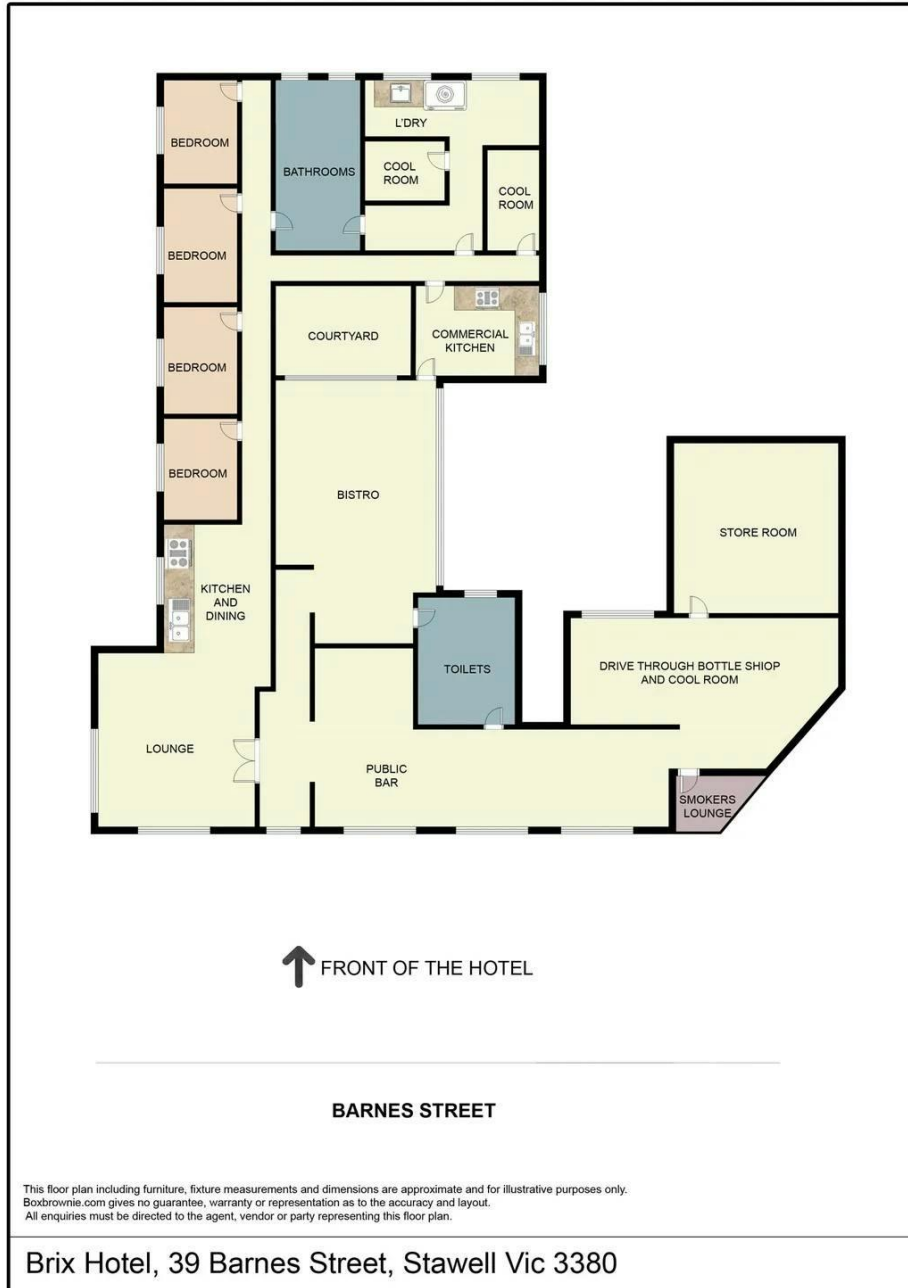 BEDROOM
BATHROOMS
L'DRY
COOL
ROOM
COOL
ROOM
BEDROOM
BEDROOM
BEDROOM
COURTYARD
COMMERCIAL
KITCHEN
BISTRO
STORE ROOM
KITCHEN
AND
DINING
TOILETS
DRIVE THROUGH BOTTLE SHIOP
AND COOL ROOM
LOUNGE
PUBLIC
BAR
SMOKERS
LOUNGE
FRONT OF THE HOTEL
BARNES STREET
This floor plan including furniture, fixture measurements and dimensions are approximate and for illustrative purposes only.
Boxbrownie.com gives no guarantee, warranty or representation as to the accuracy and layout.
All enquiries must be directed to the agent, vendor or party representing this floor plan.
Brix Hotel, 39 Barnes Street, Stawell Vic 3380